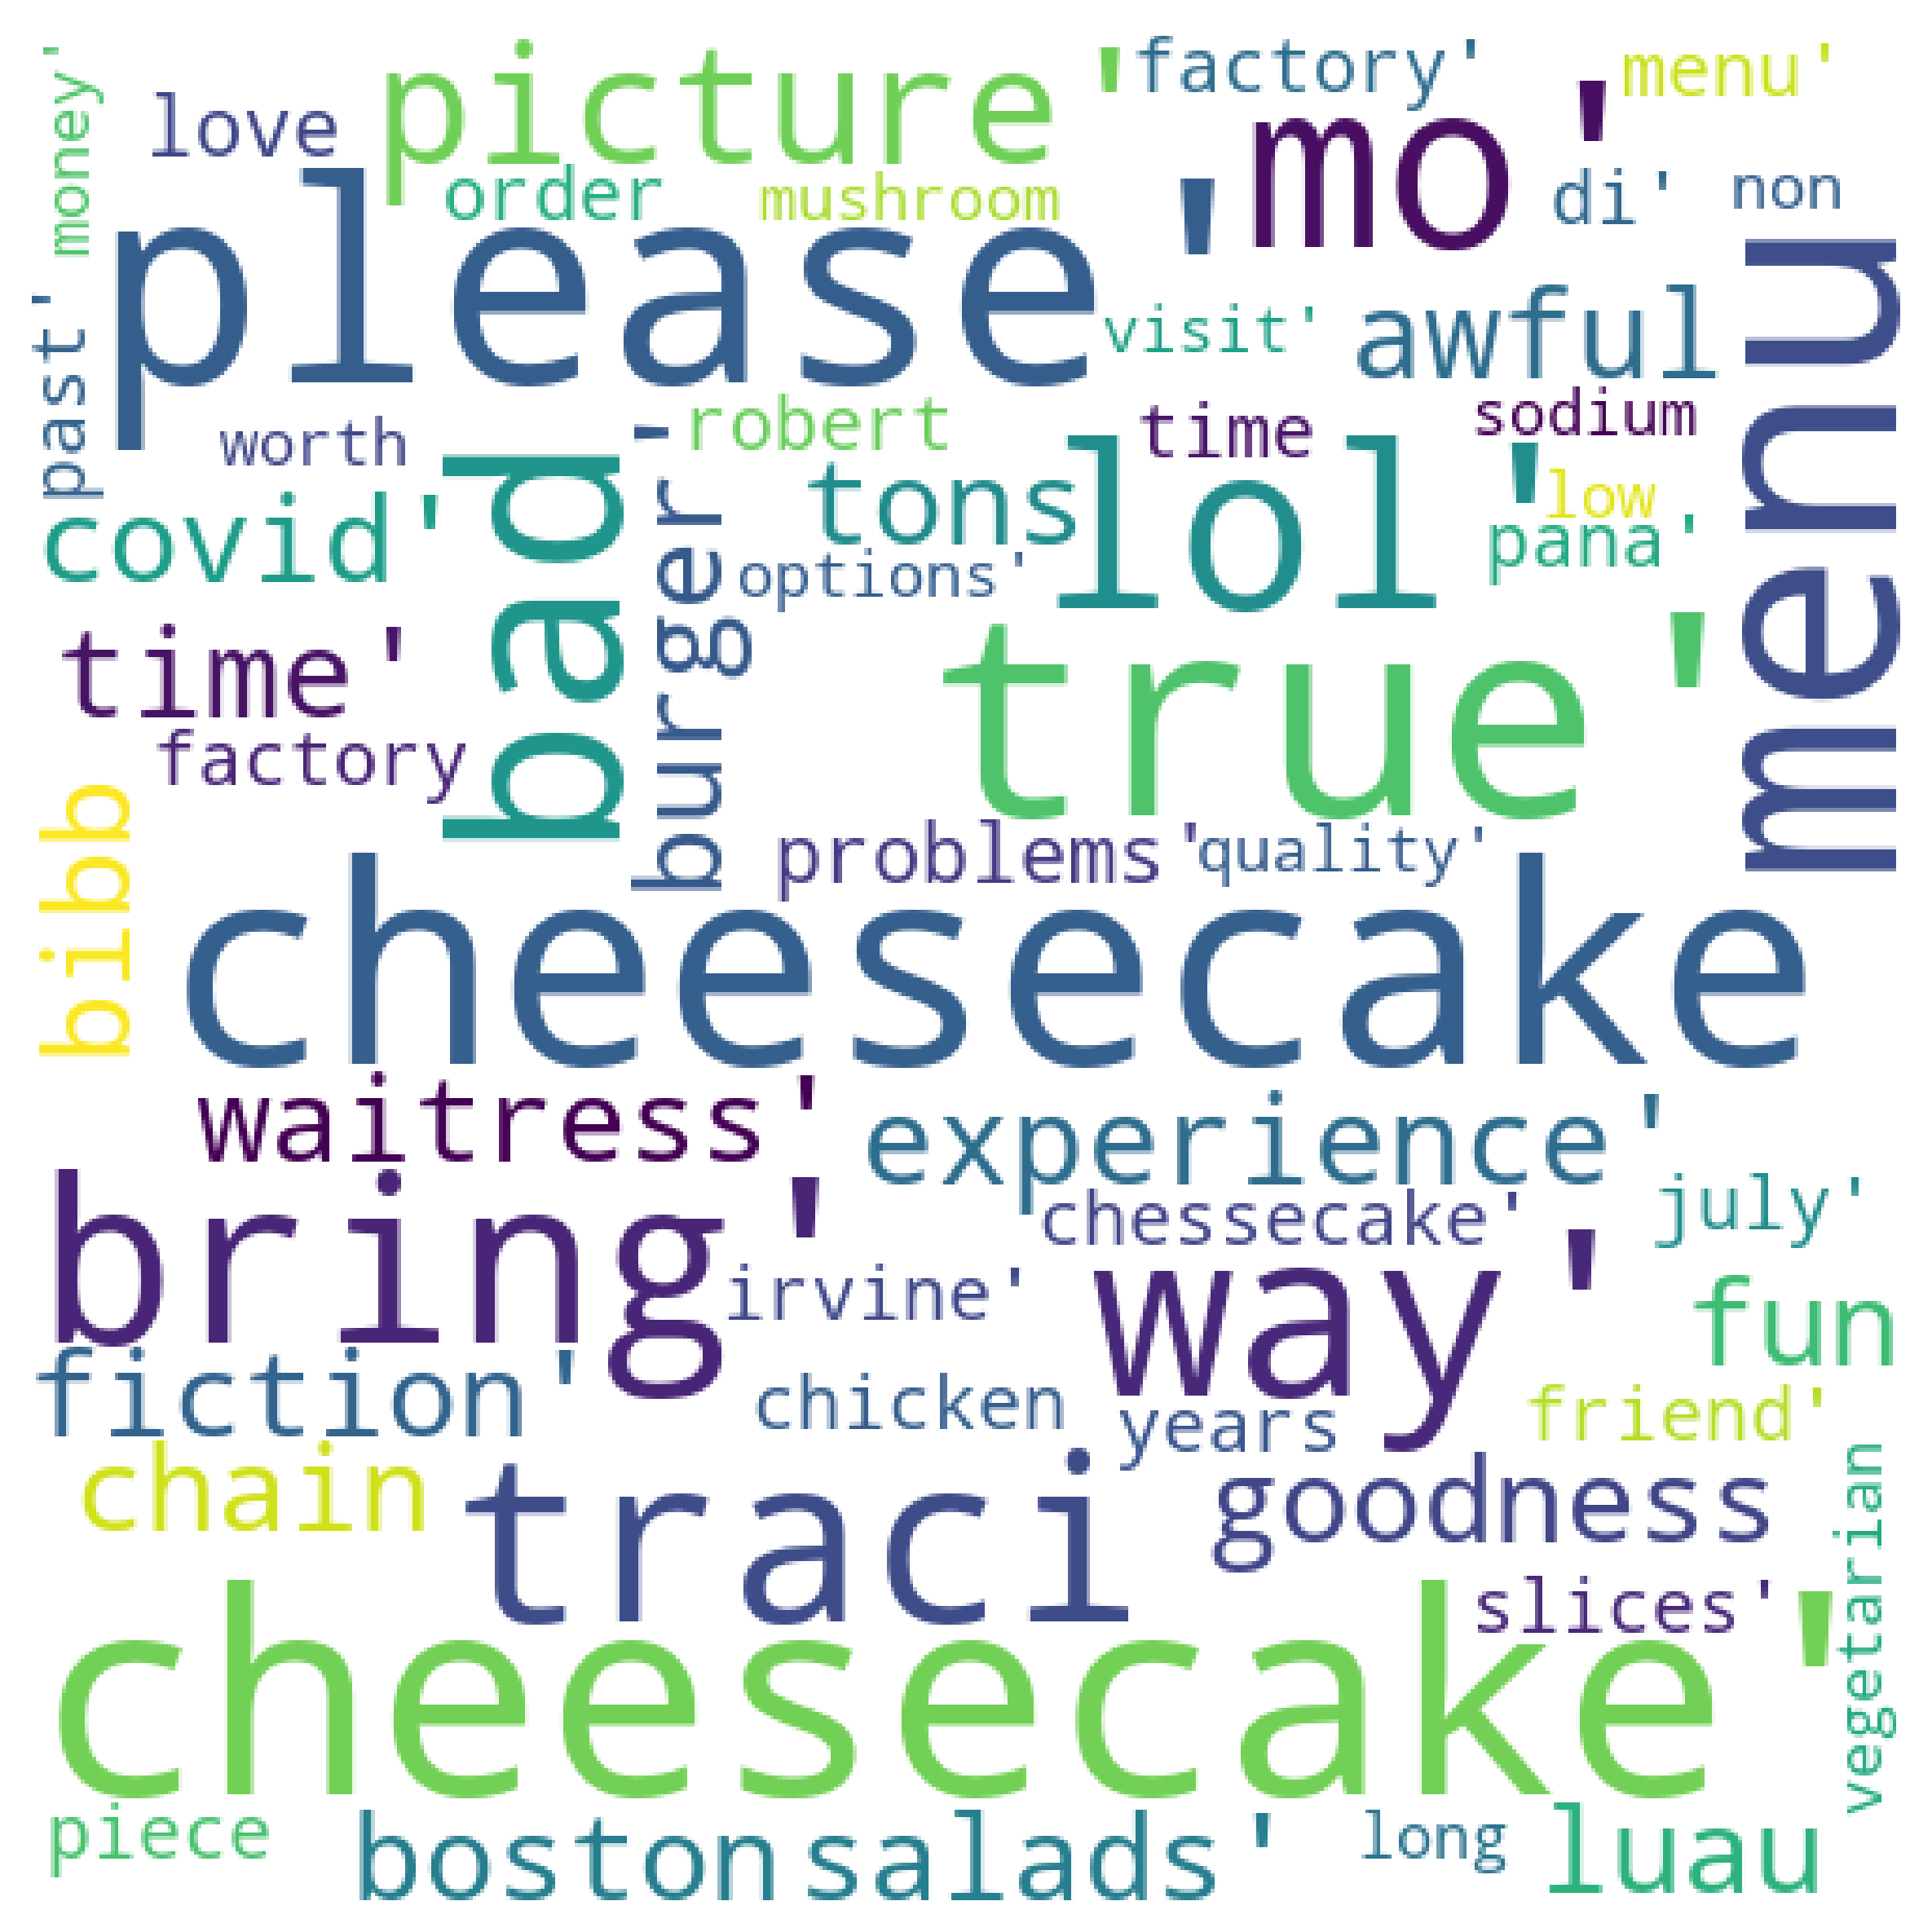 money'
love
picture'
factory'
menu'
order
mushroom
mo'
di'
non
please'
past'
visit'
awful
menu
worth
robert
time
sodium
bad
burger'
tons
lol'
low
covid'
options'
pana'
time'
true'
factory
bibb
problems'
quality'
cheesecake
waitress'
experience'
bring'
chessecake'
july'
irvine'
way'
fun
fiction'
chicken
years
friend'
chain
traci
goodness
vegetarian
slices'
cheesecake'
piece
boston
salads'
long
luau